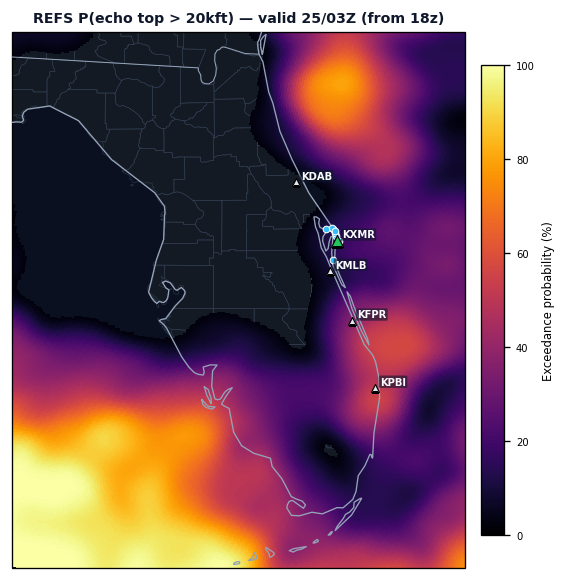 REFS P(echo top > 20kft) — valid 25/03Z (from 18z)
KDAB
KXMR
KMLB
KFPR
KPBI
100
80
60
40
20
0
Exceedance probability (%)